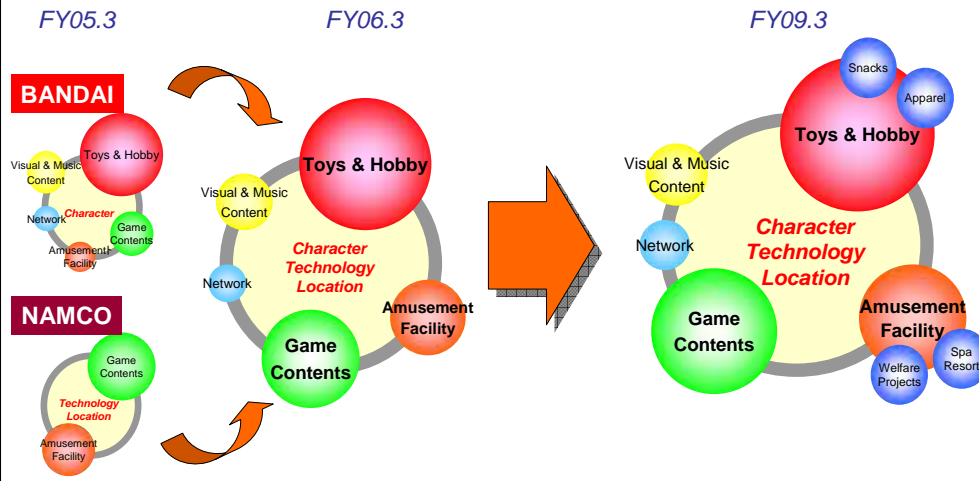 FY05.3
FY06.3
FY09.3
BANDAI
Toys & Hobby
Visual & Music
Content
Network
Character
Game
Contents
Amusement
Facility
NAMCO
Game
Contents
Technology
Location
Amusement
Facility
Toys & Hobby
Visual & Music
Content
Character
Technology
Location
Network
Amusement
Facility
Game
Contents
Snacks
Apparel
Toys & Hobby
Visual & Music
Content
Network
Character
Technology
Location
Game
Contents
Amusement
Facility
Welfare
Projects
Spa
Resort